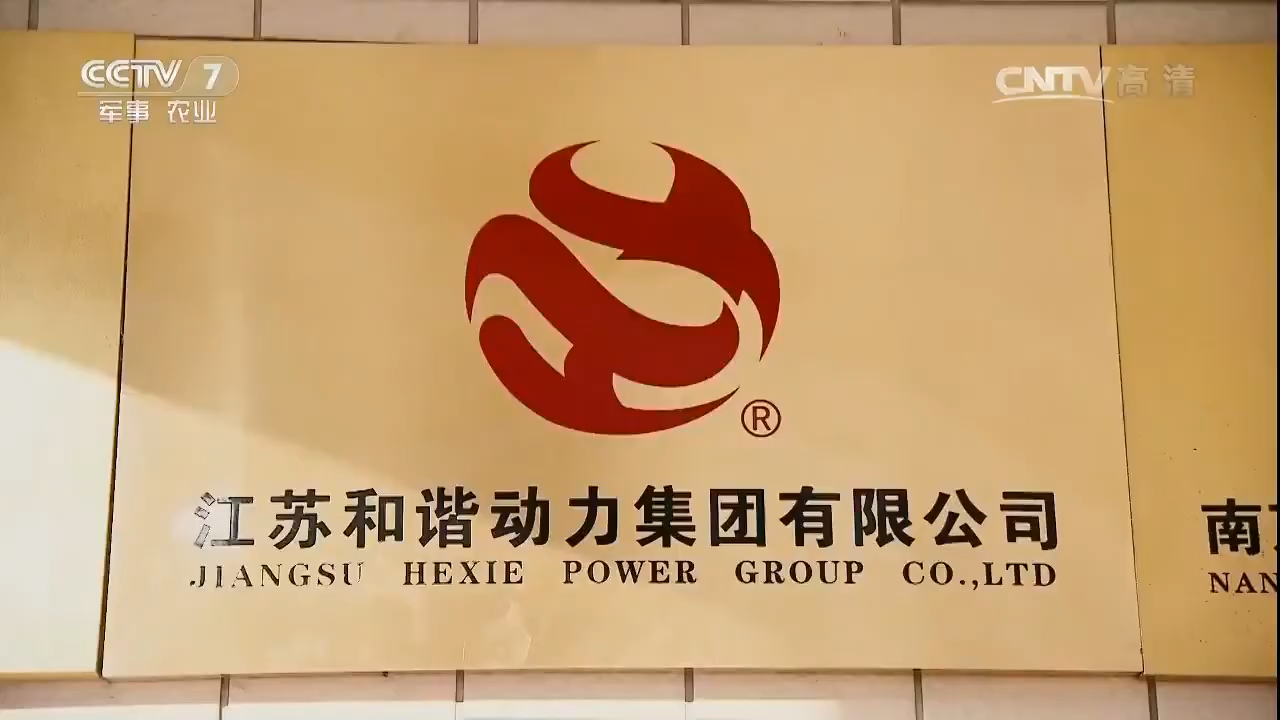 CCTV 7
军事 农业
CNTV高清
®
江苏和谐动力集团有限公司
JIANGSU HEXIE POWER GROUP CO.,LTD
南
NAN